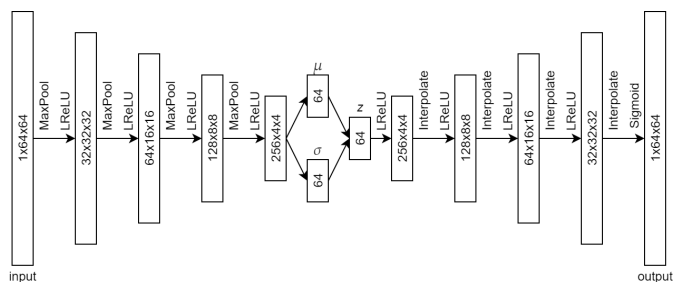 1x64x64
input
MaxPool
LReLU
32x32x32
MaxPool
LReLU
64x16x16
MaxPool
LReLU
128x8x8
MaxPool
LReLU
256x4x4
μ
64
σ
64
z
64
LReLU
256x4x4
Interpolate
LReLU
128x8x8
Interpolate
LReLU
64x16x16
Interpolate
LReLU
32x32x32
Interpolate
Sigmoid
1x64x64
output